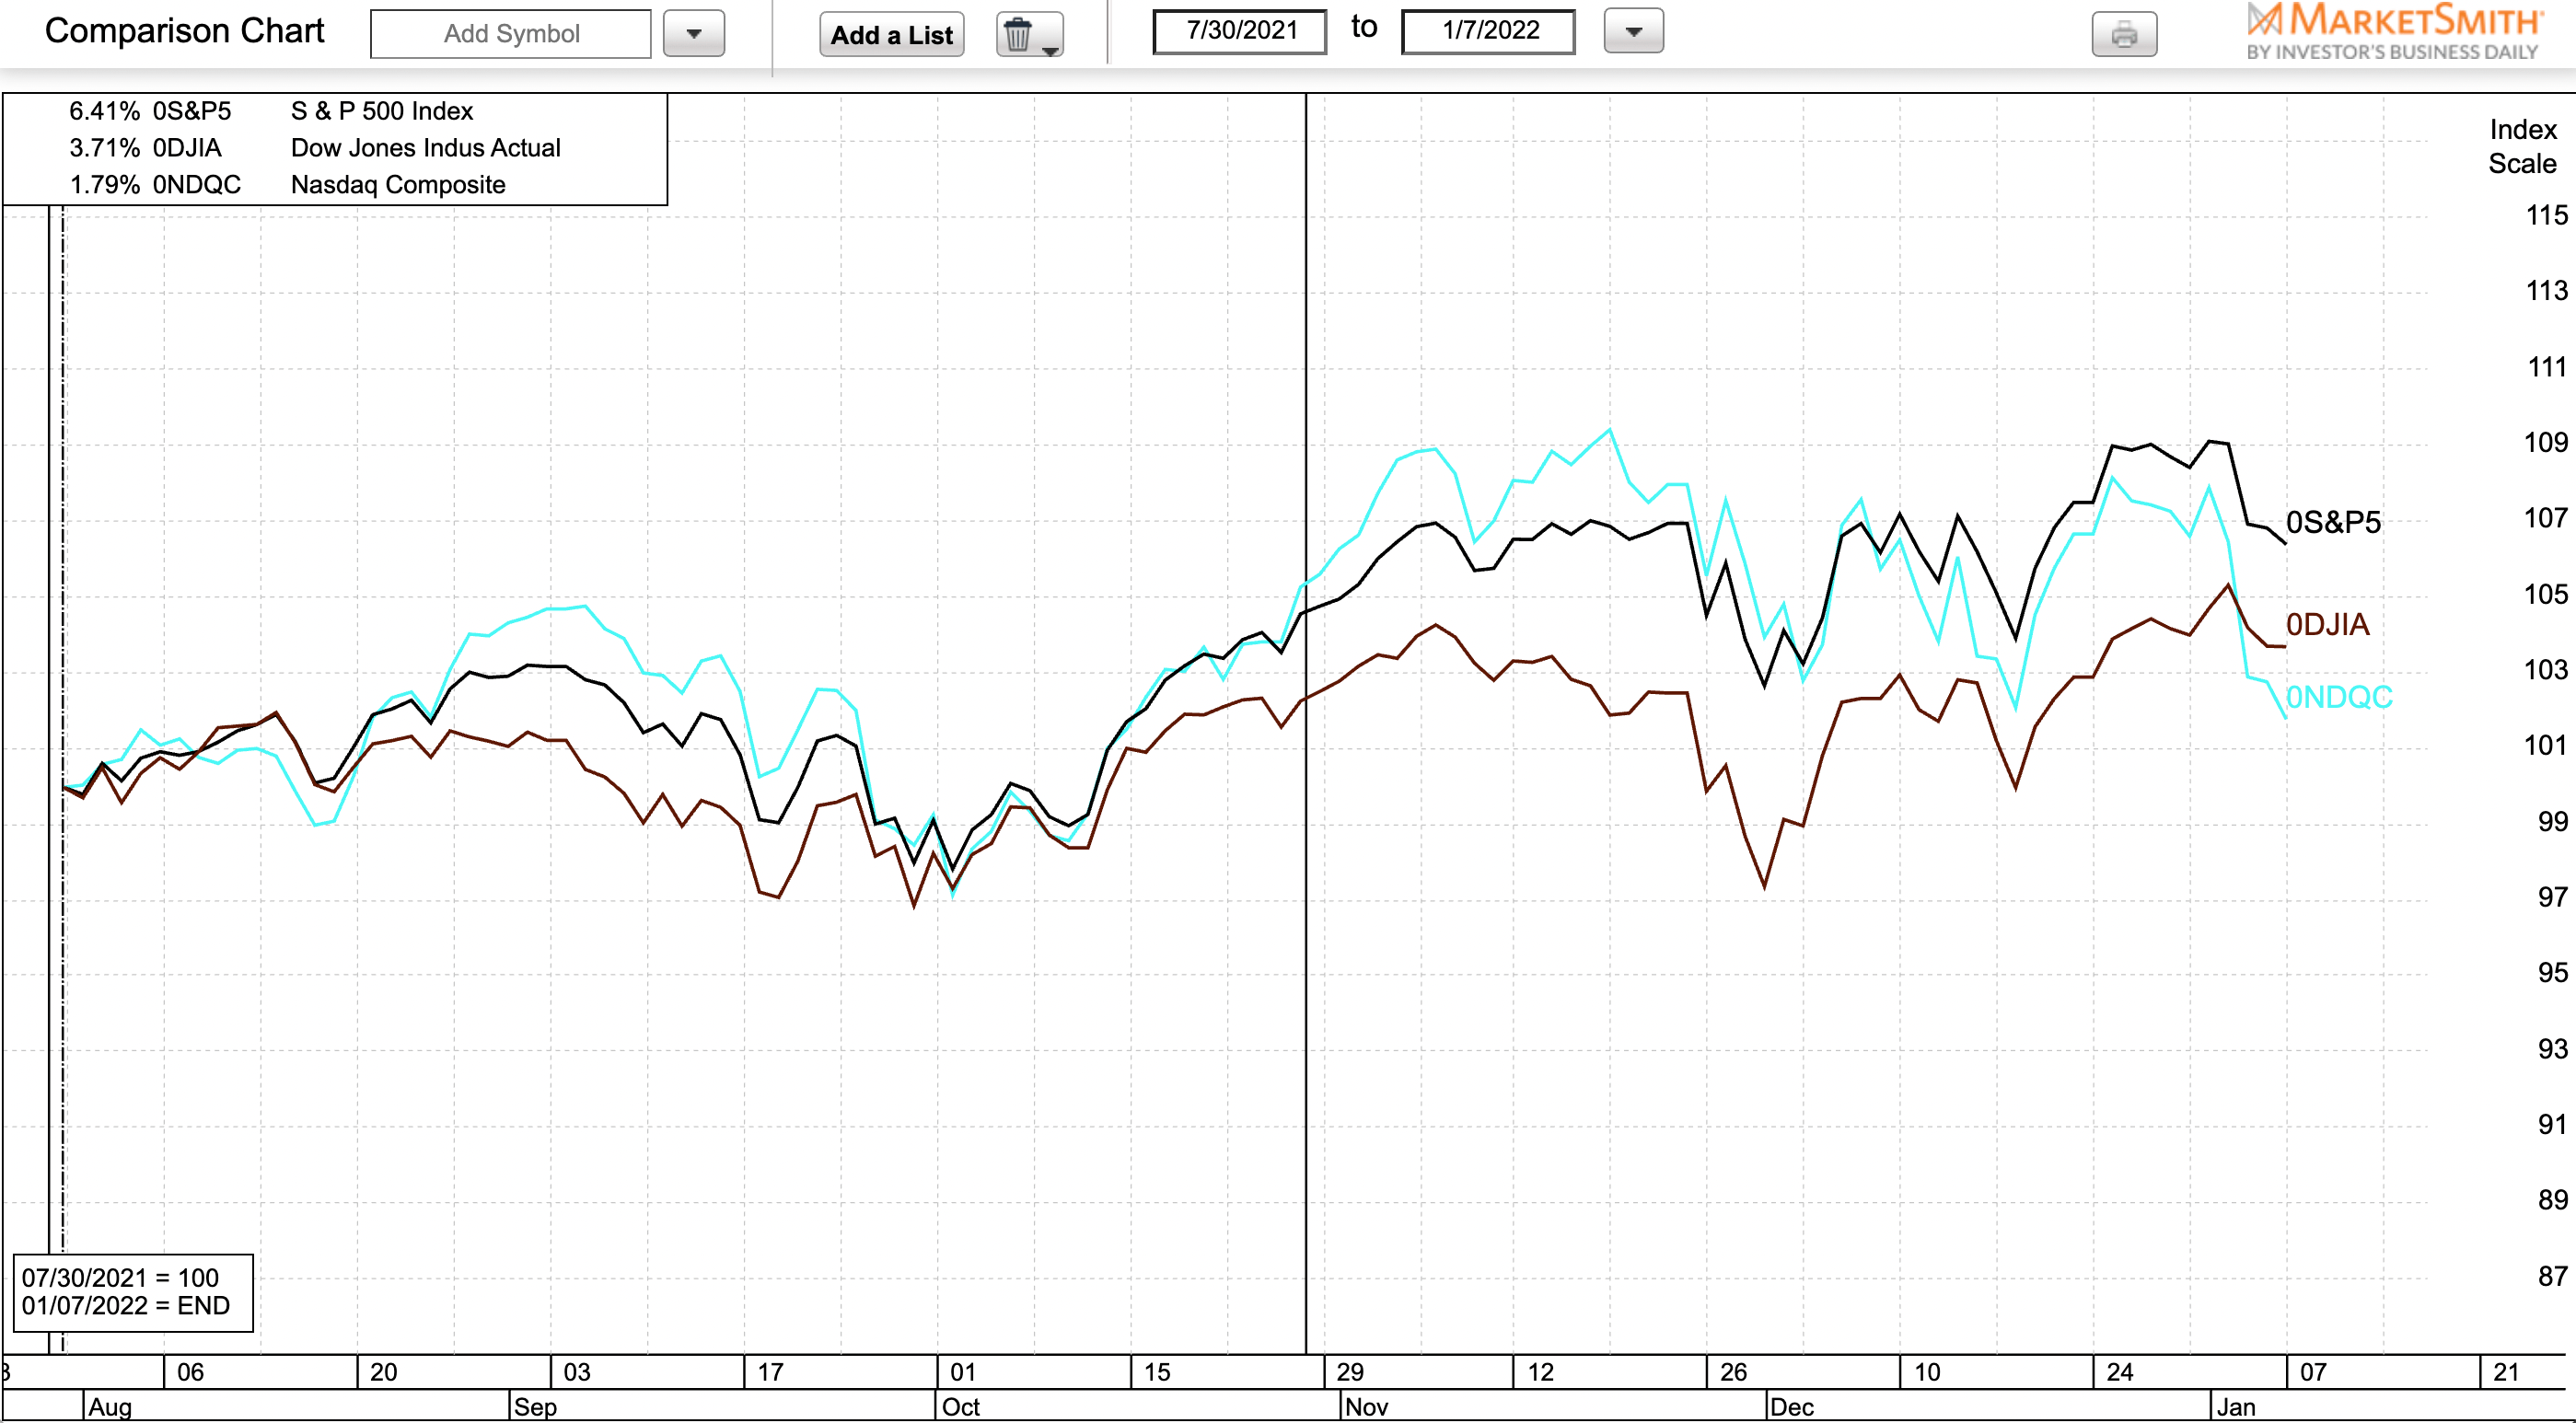 Comparison Chart Add Symbol Add a List 7/30/2021 to 1/7/2022 MARKETSMITH
BY INVESTOR'S BUSINESS DAILY
6.41% 0S&P5 S & P 500 Index
3.71% 0DJIA Dow Jones Indus Actual
1.79% 0NDQC Nasdaq Composite
Index
Scale
115
113
111
109
107
105
103
101
99
97
95
93
91
89
87
0S&P5
0DJIA
0NDQC
07/30/2021 = 100
01/07/2022 = END
06 20 03 17 01 15 29 12 26 10 24 07 21
Aug Sep Oct Nov Dec Jan